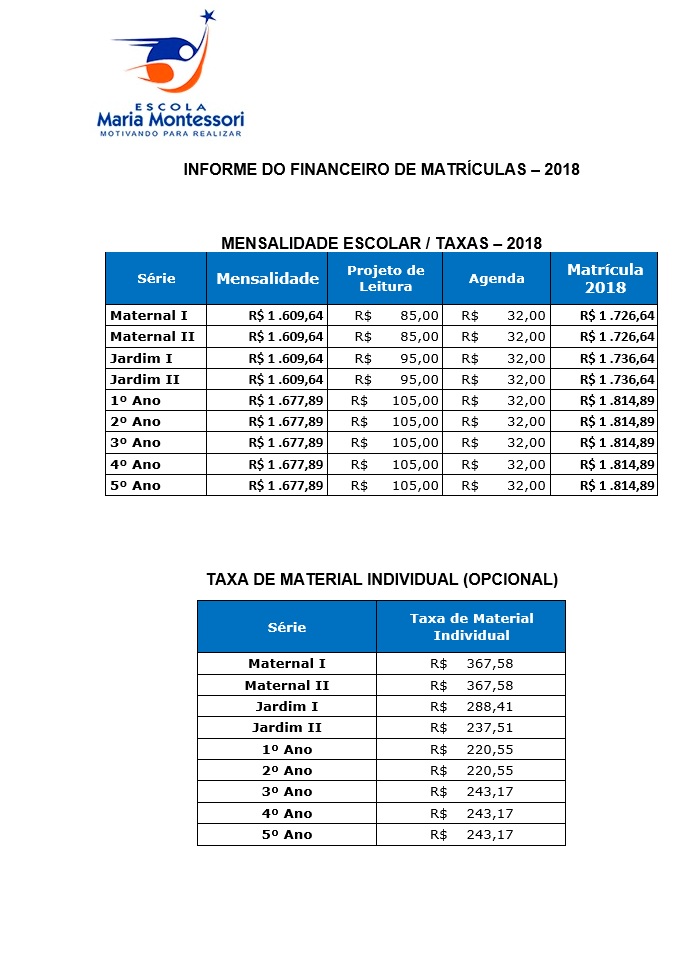 ESCOLA
Maria Montessori
MOTIVANDO PARA REALIZAR
INFORME DO FINANCEIRO DE MATRÍCULAS – 2018
MENSALIDADE ESCOLAR / TAXAS – 2018
Série Mensalidade Projeto de Leitura Agenda Matrícula 2018
Maternal I R$ 1.609,64 R$ 85,00 R$ 32,00 R$ 1.726,64
Maternal II R$ 1.609,64 R$ 85,00 R$ 32,00 R$ 1.726,64
Jardim I R$ 1.609,64 R$ 95,00 R$ 32,00 R$ 1.736,64
Jardim II R$ 1.609,64 R$ 95,00 R$ 32,00 R$ 1.736,64
1º Ano R$ 1.677,89 R$ 105,00 R$ 32,00 R$ 1.814,89
2º Ano R$ 1.677,89 R$ 105,00 R$ 32,00 R$ 1.814,89
3º Ano R$ 1.677,89 R$ 105,00 R$ 32,00 R$ 1.814,89
4º Ano R$ 1.677,89 R$ 105,00 R$ 32,00 R$ 1.814,89
5º Ano R$ 1.677,89 R$ 105,00 R$ 32,00 R$ 1.814,89
TAXA DE MATERIAL INDIVIDUAL (OPCIONAL)
Série Taxa de Material Individual
Maternal I R$ 367,58
Maternal II R$ 367,58
Jardim I R$ 288,41
Jardim II R$ 237,51
1º Ano R$ 220,55
2º Ano R$ 220,55
3º Ano R$ 243,17
4º Ano R$ 243,17
5º Ano R$ 243,17